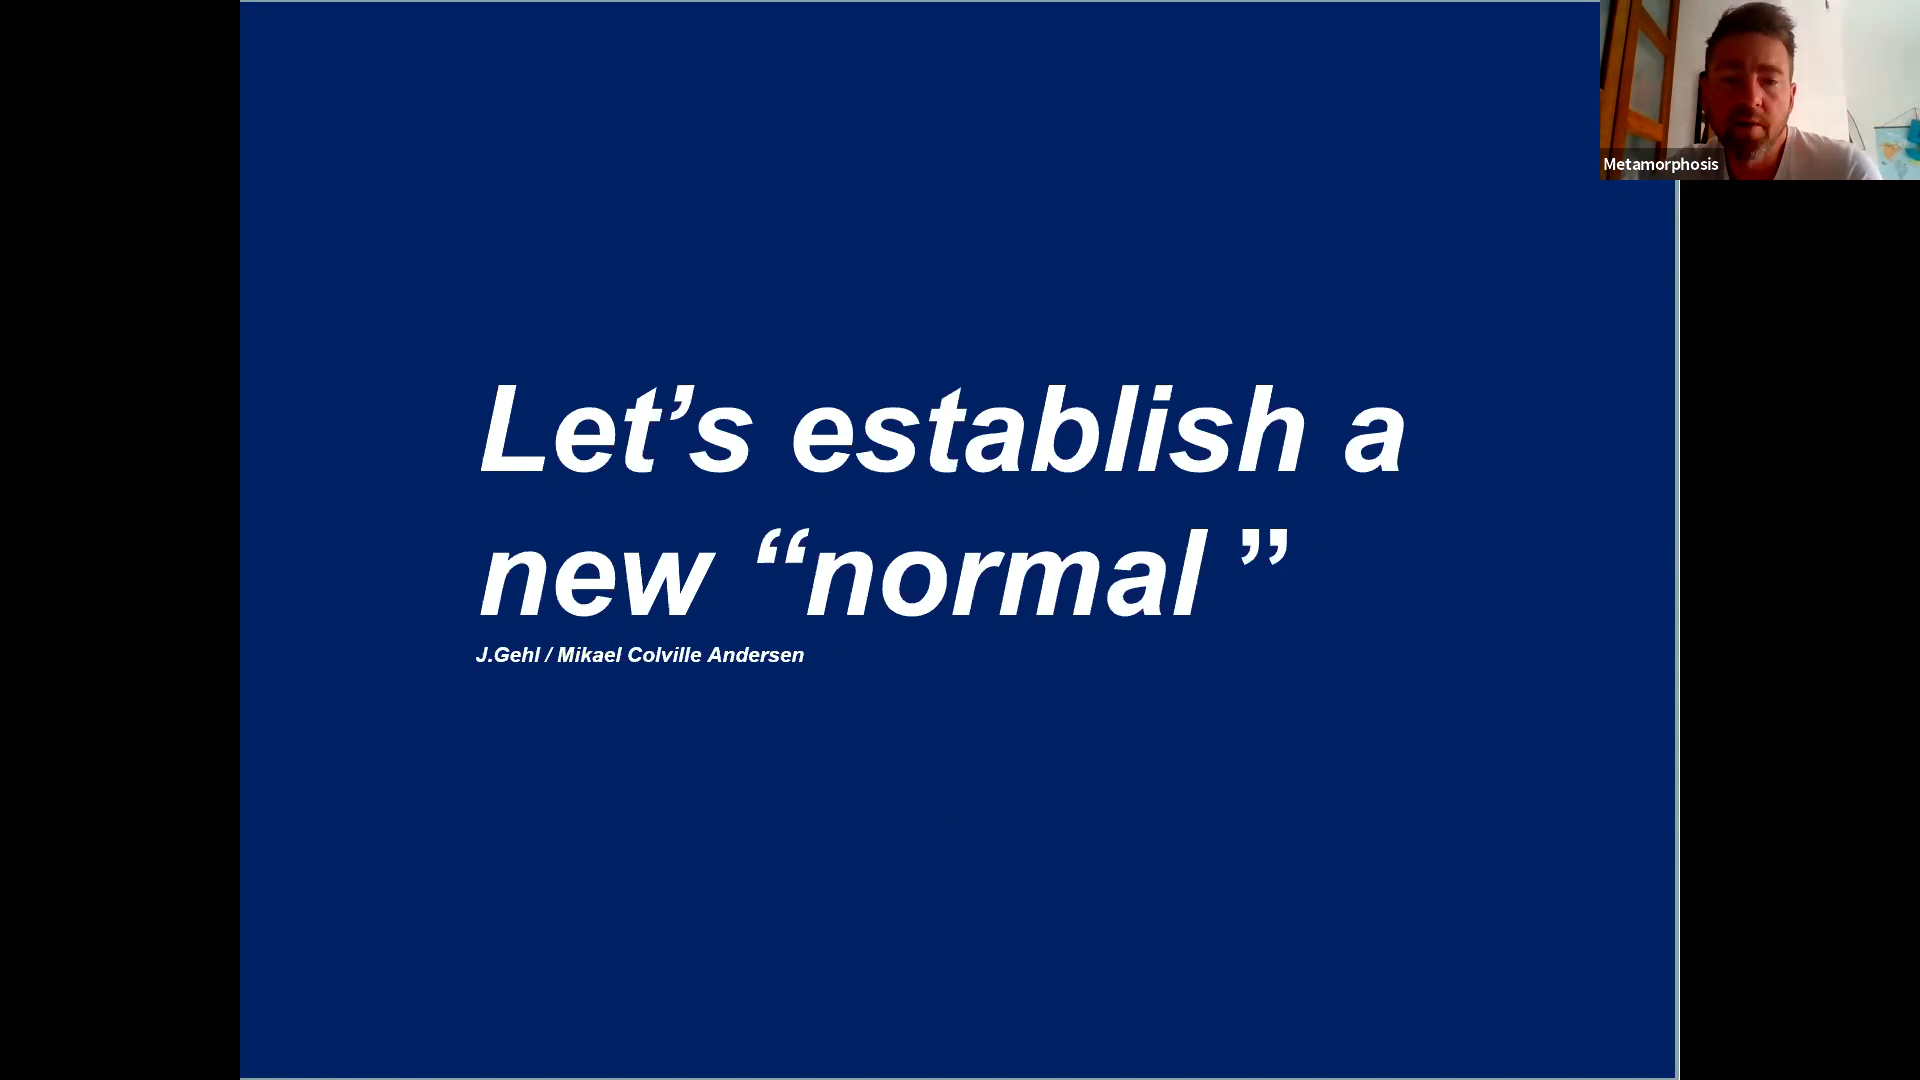 Metamorphosis
Let’s establish a
new “normal ”
J.Gehl / Mikael Colville Andersen